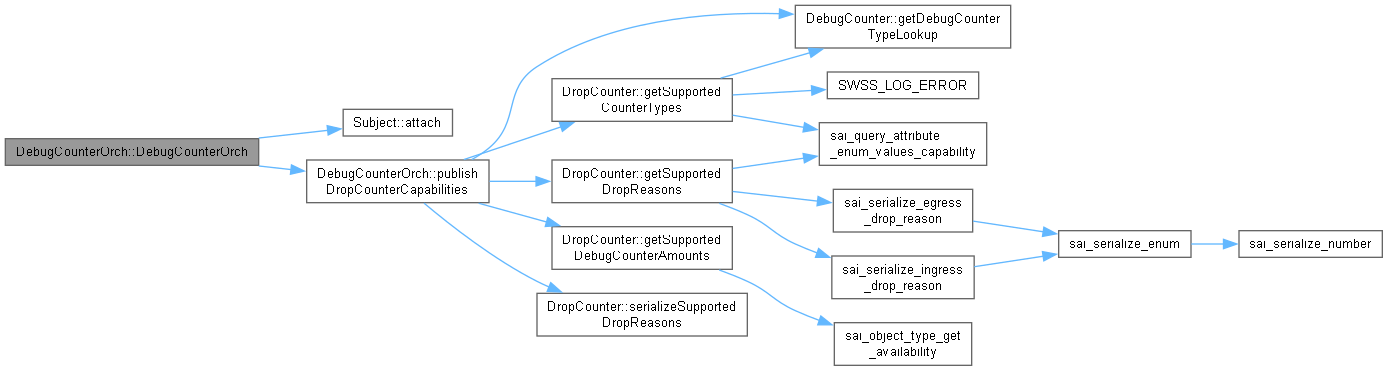 DebugCounterOrch::DebugCounterOrch
Subject::attach
DebugCounterOrch::publish
DropCounterCapabilities
DropCounter::getSupported
CounterTypes
DropCounter::getSupported
DropReasons
DropCounter::getSupported
DebugCounterAmounts
DropCounter::serializeSupported
DropReasons
DebugCounter::getDebugCounter
TypeLookup
SWSS_LOG_ERROR
sai_query_attribute
_enum_values_capability
sai_serialize_egress
_drop_reason
sai_serialize_ingress
_drop_reason
sai_object_type_get
_availability
sai_serialize_enum
sai_serialize_number